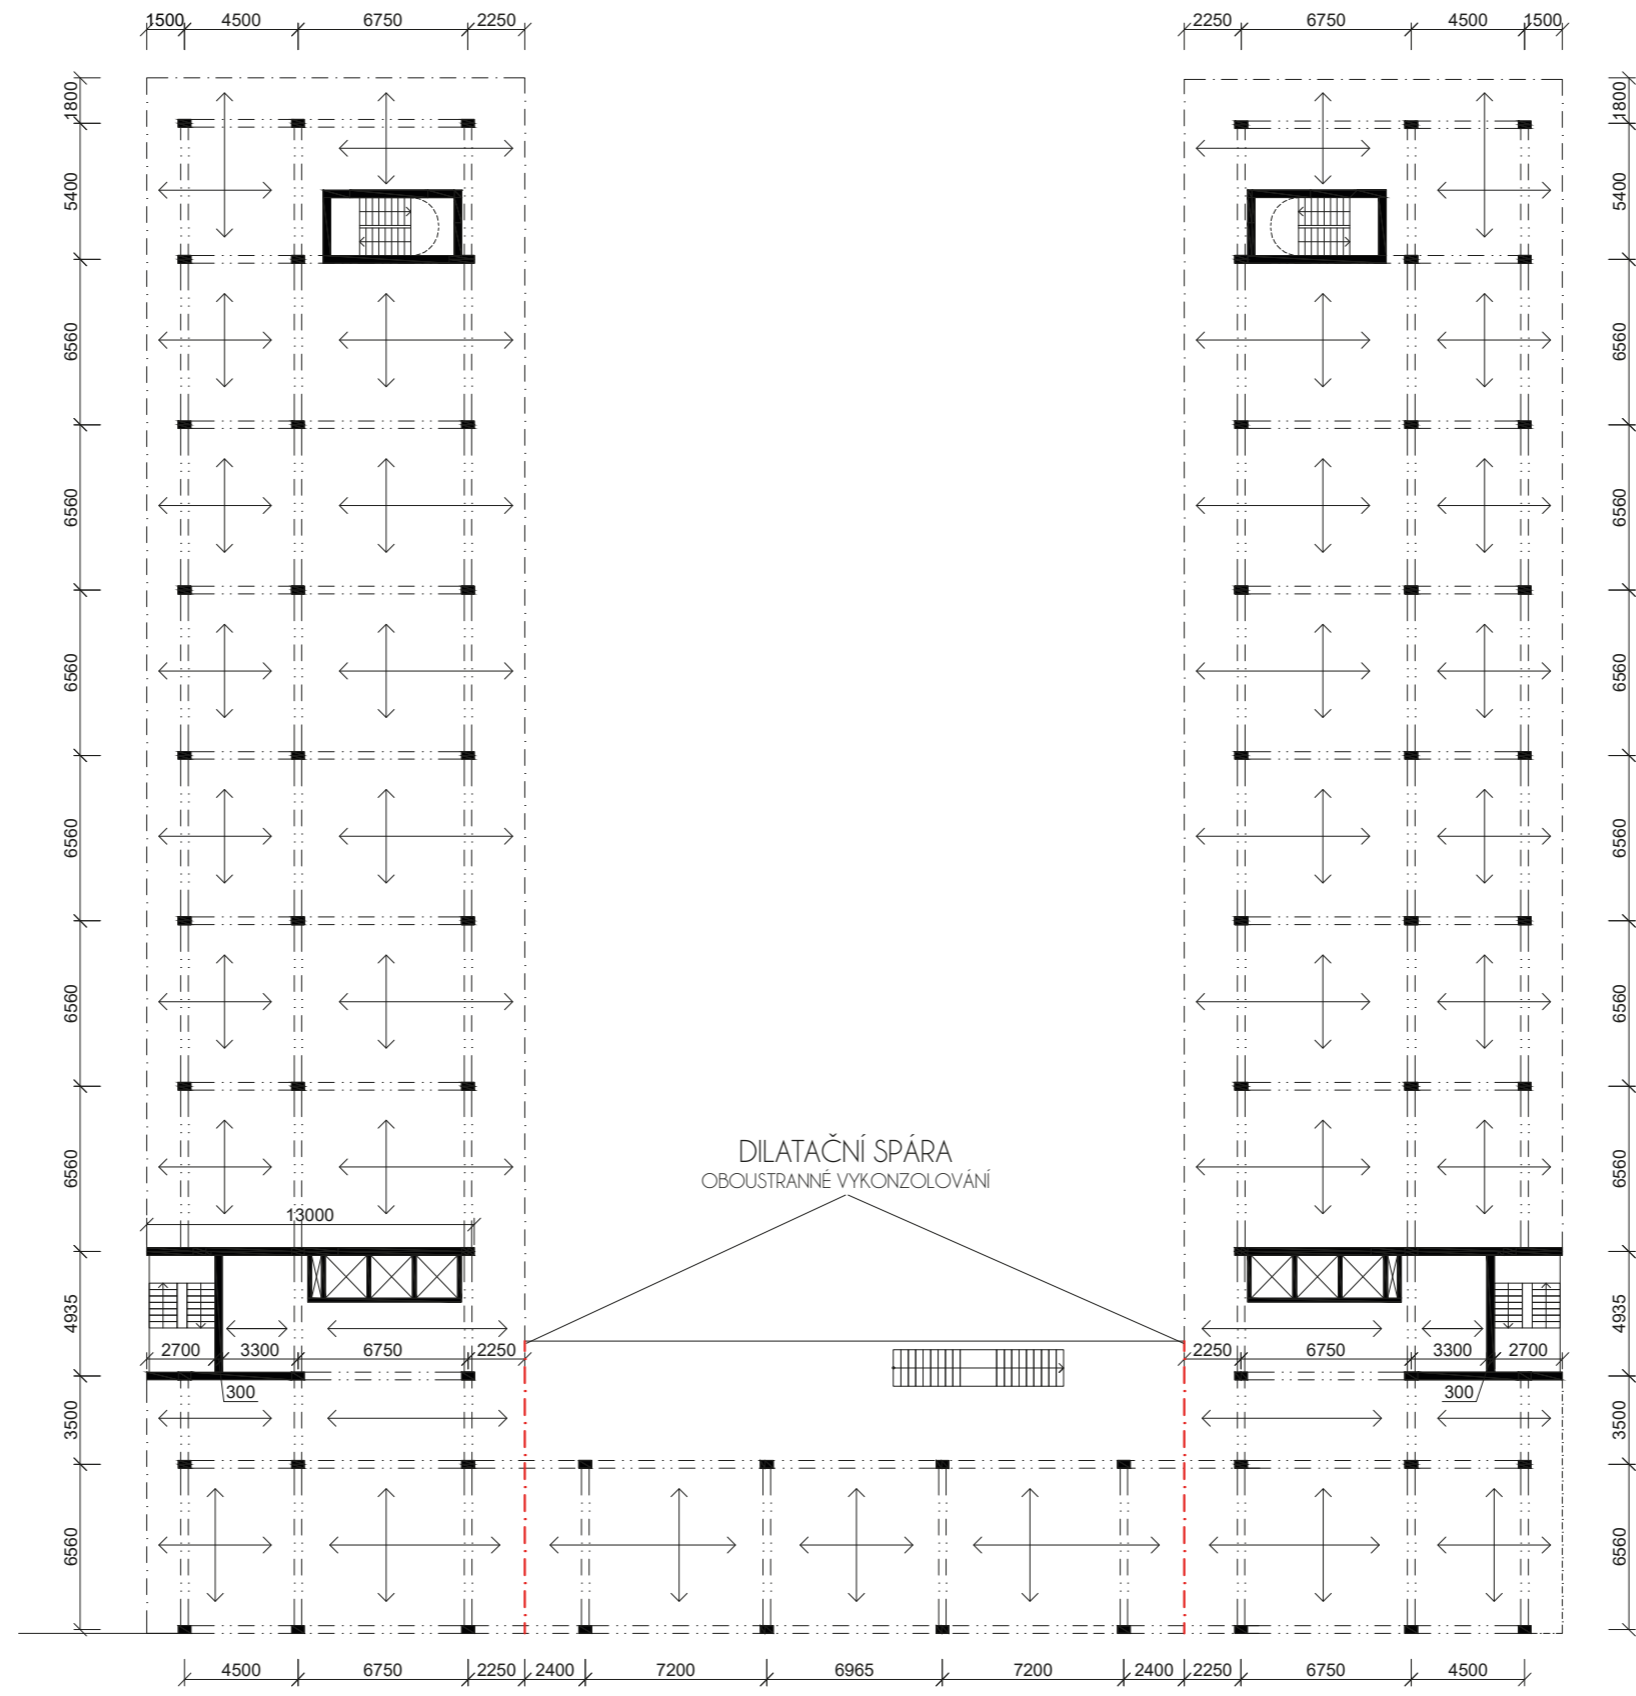 1500 4500 6750 2250 2250 6750 4500 1500
1800 1800
5400 5400
6560 6560
6560 6560
6560 6560
6560 6560
6560 6560
6560 6560
DILATAČNÍ SPÁRA
OBOUSTRANNÉ VYKONZOLOVÁNÍ
13000
4935 4935
2700 3300 6750 2250 2250 6750 3300 2700
300 300
3500 3500
6560 6560
4500 6750 2250 2400 7200 6965 7200 2400 2250 6750 4500